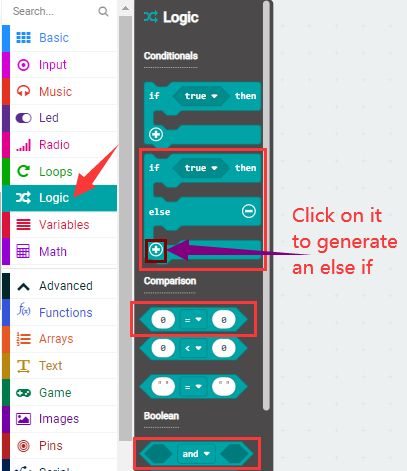 Search...
Basic
Input
Music
Led
Radio
Loops
Logic
Variables
Math
Advanced
Functions
Arrays
Text
Game
Images
Pins
Serial
Logic
Conditionals
if true then
if true then
else
Comparison
0 = 0
0 < 0
" " = " "
Boolean
and
Click on it
to generate
an else if